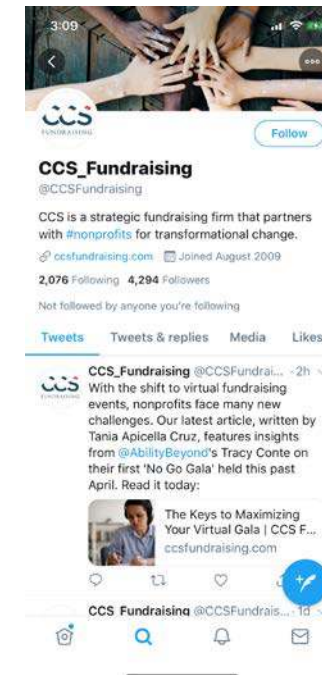 3:09
CCS
FUNDRAISING
Follow
CCS_Fundraising
@CCSFundraising
CCS is a strategic fundraising firm that partners
with #nonprofits for transformational change.
ccsfundraising.com Joined August 2009
2,076 Following 4,294 Followers
Not followed by anyone you're following
Tweets Tweets & replies Media Likes
CCS_Fundraising @CCSFundrai... · 2h
CCS
FUNDRAISING
With the shift to virtual fundraising
events, nonprofits face many new
challenges. Our latest article, written by
Tania Apicella Cruz, features insights
from @AbilityBeyond's Tracy Conte on
their first 'No Go Gala' held this past
April. Read it today:
The Keys to Maximizing
Your Virtual Gala | CCS F...
ccsfundraising.com
CCS_Fundraising @CCSFundrais... · 1d